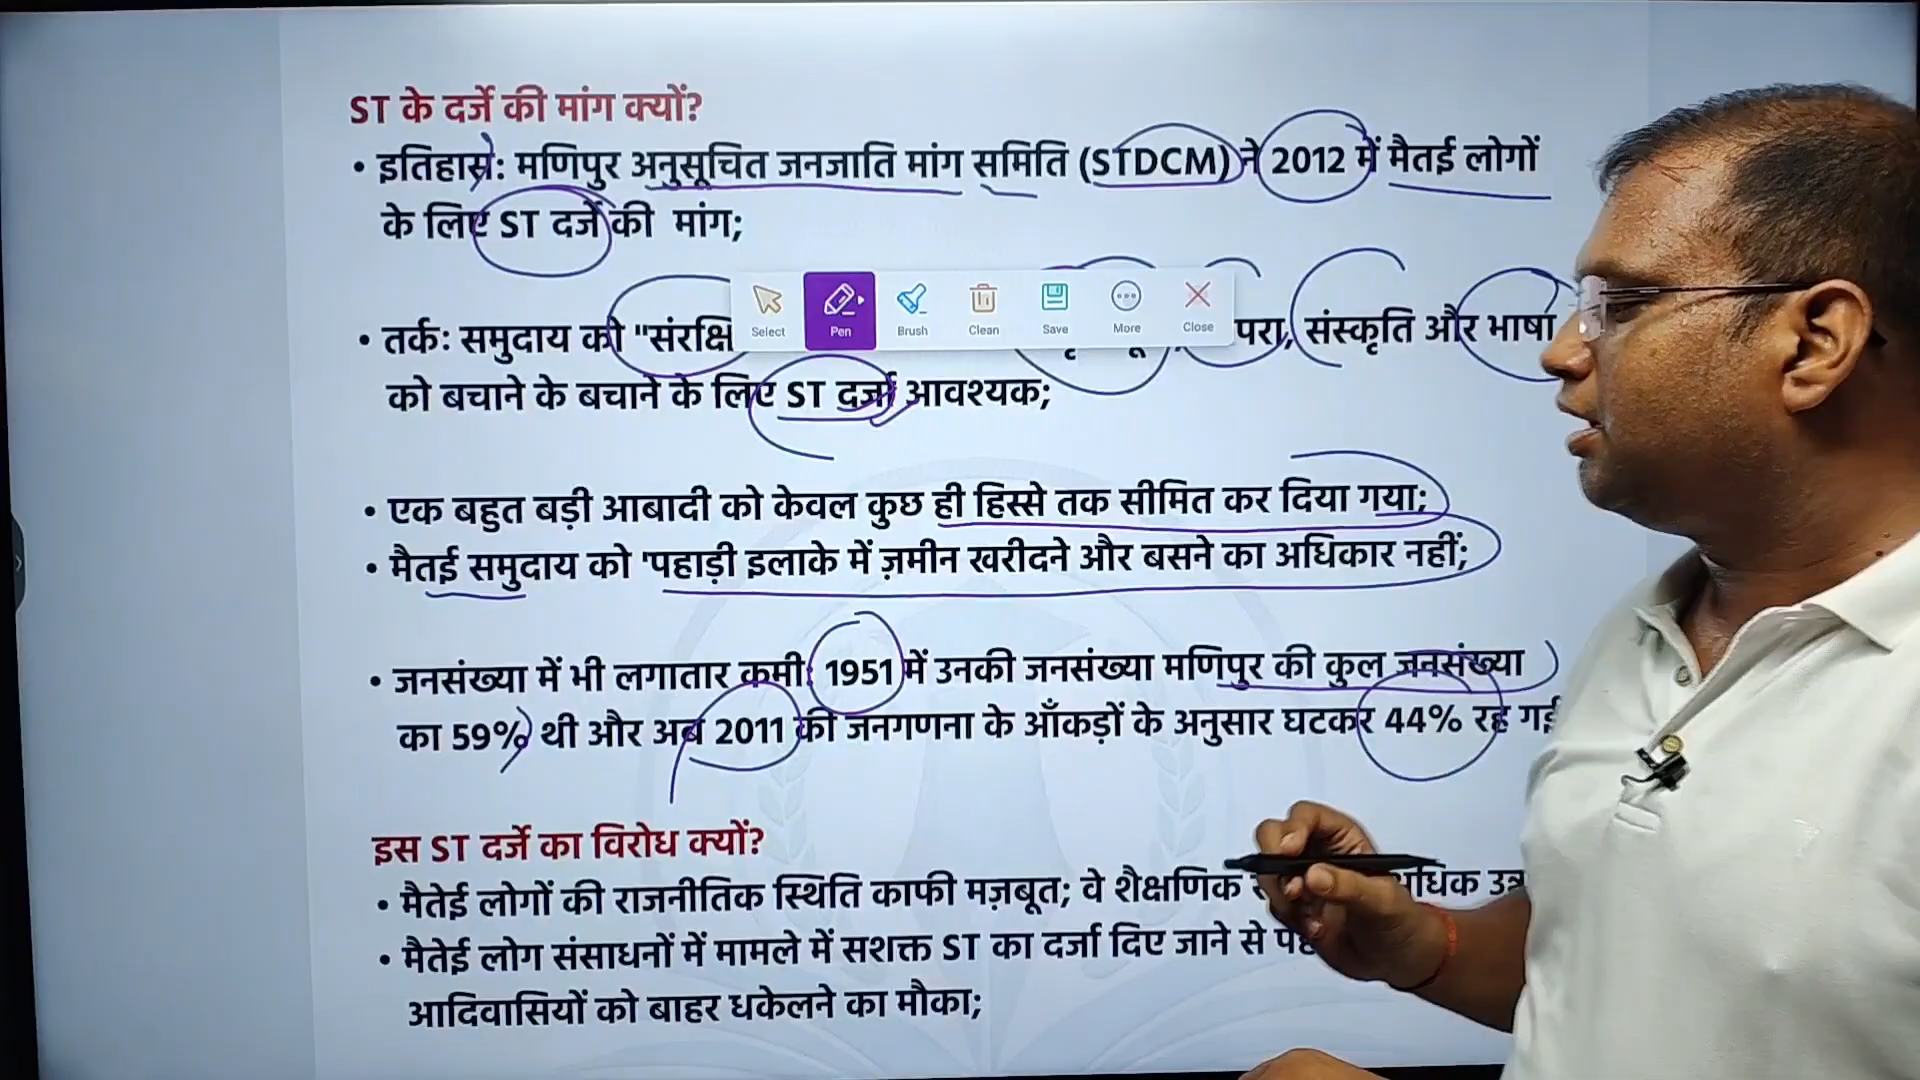 ST के दर्जे की मांग क्यों?
• इतिहास: मणिपुर अनुसूचित जनजाति मांग समिति (STDCM) ने 2012 में मैतई लोगों
के लिए ST दर्जे की मांग;
Select Pen Brush Clean Save More Close
• तर्क: समुदाय को "संरक्षि परा, संस्कृति और भाषा
को बचाने के बचाने के लिए ST दर्जा आवश्यक;
• एक बहुत बड़ी आबादी को केवल कुछ ही हिस्से तक सीमित कर दिया गया;
• मैतई समुदाय को 'पहाड़ी इलाके में ज़मीन खरीदने और बसने का अधिकार नहीं;
• जनसंख्या में भी लगातार कमी: 1951 में उनकी जनसंख्या मणिपुर की कुल जनसंख्या
का 59% थी और अब 2011 की जनगणना के आँकड़ों के अनुसार घटकर 44% रह गई
इस ST दर्जे का विरोध क्यों?
• मैतेई लोगों की राजनीतिक स्थिति काफी मज़बूत; वे शैक्षणिक
• मैतेई लोग संसाधनों में मामले में सशक्त ST का दर्जा दिए जाने से
आदिवासियों को बाहर धकेलने का मौका;